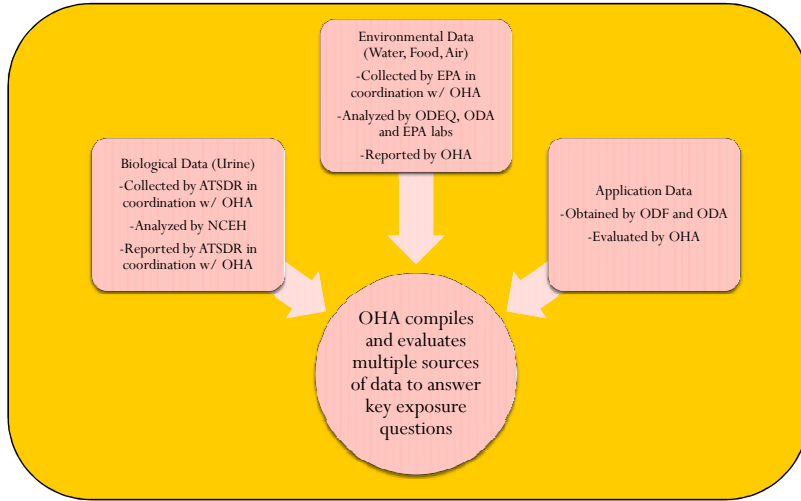 Environmental Data
(Water, Food, Air)
-Collected by EPA in
coordination w/ OHA
-Analyzed by ODEQ, ODA
and EPA labs
-Reported by OHA
Biological Data (Urine)
-Collected by ATSDR in
coordination w/ OHA
-Analyzed by NCEH
-Reported by ATSDR in
coordination w/ OHA
Application Data
-Obtained by ODF and ODA
-Evaluated by OHA
OHA compiles
and evaluates
multiple sources
of data to answer
key exposure
questions